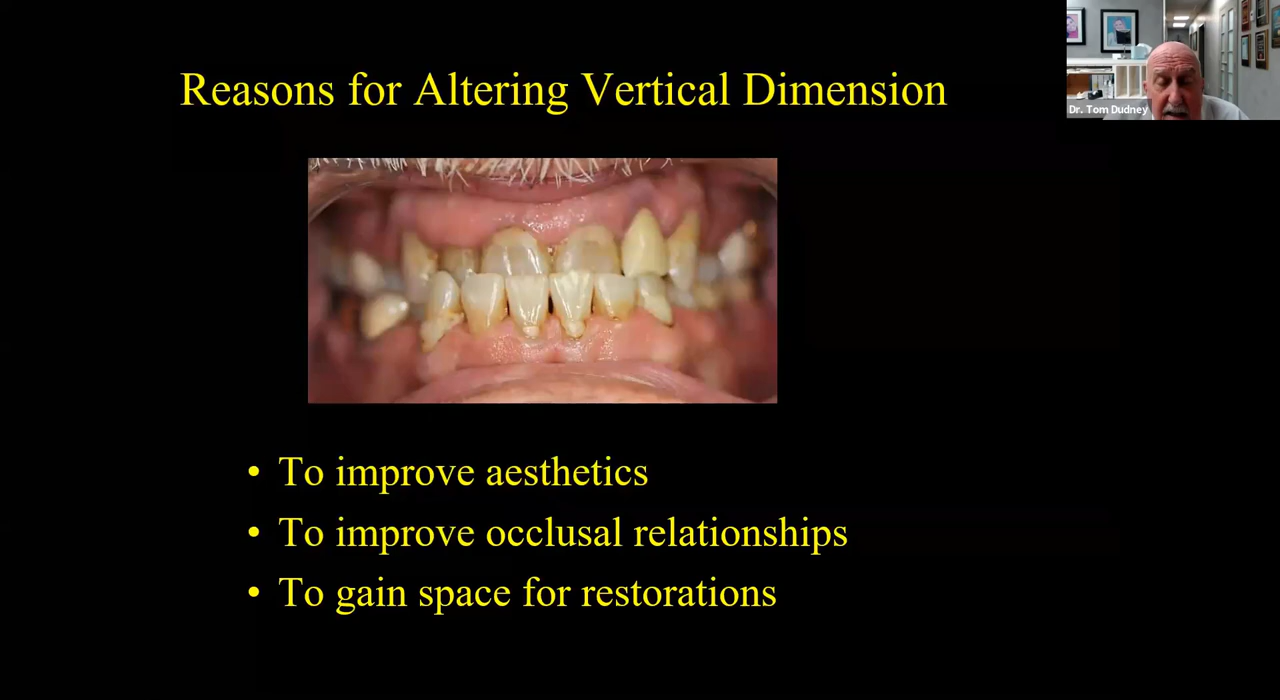 Reasons for Altering Vertical Dimension
Dr. Tom Dudney
• To improve aesthetics
• To improve occlusal relationships
• To gain space for restorations